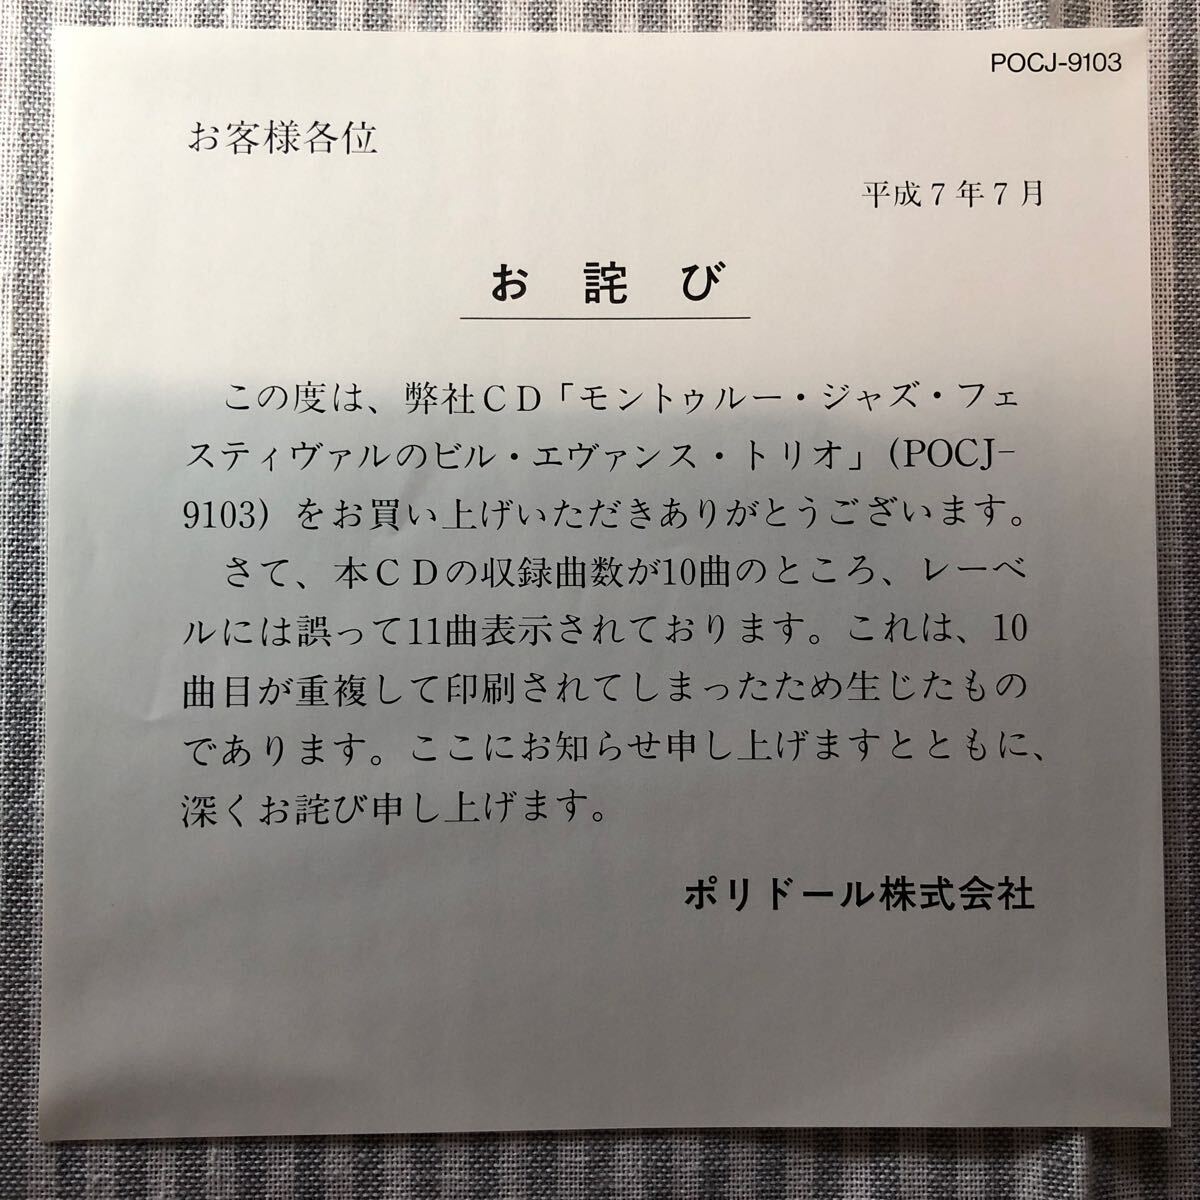 POCJ-9103
お客様各位
平成7年7月
お詫び
この度は、弊社CD「モントゥルー・ジャズ・フェ
スティヴァルのビル・エヴァンス・トリオ」(POCJ-
9103)をお買い上げいただきありがとうございます。
さて、本CDの収録曲数が10曲のところ、レーベ
ルには誤って11曲表示されております。これは、10
曲目が重複して印刷されてしまったため生じたもの
であります。ここにお知らせ申し上げますとともに、
深くお詫び申し上げます。
ポリドール株式会社